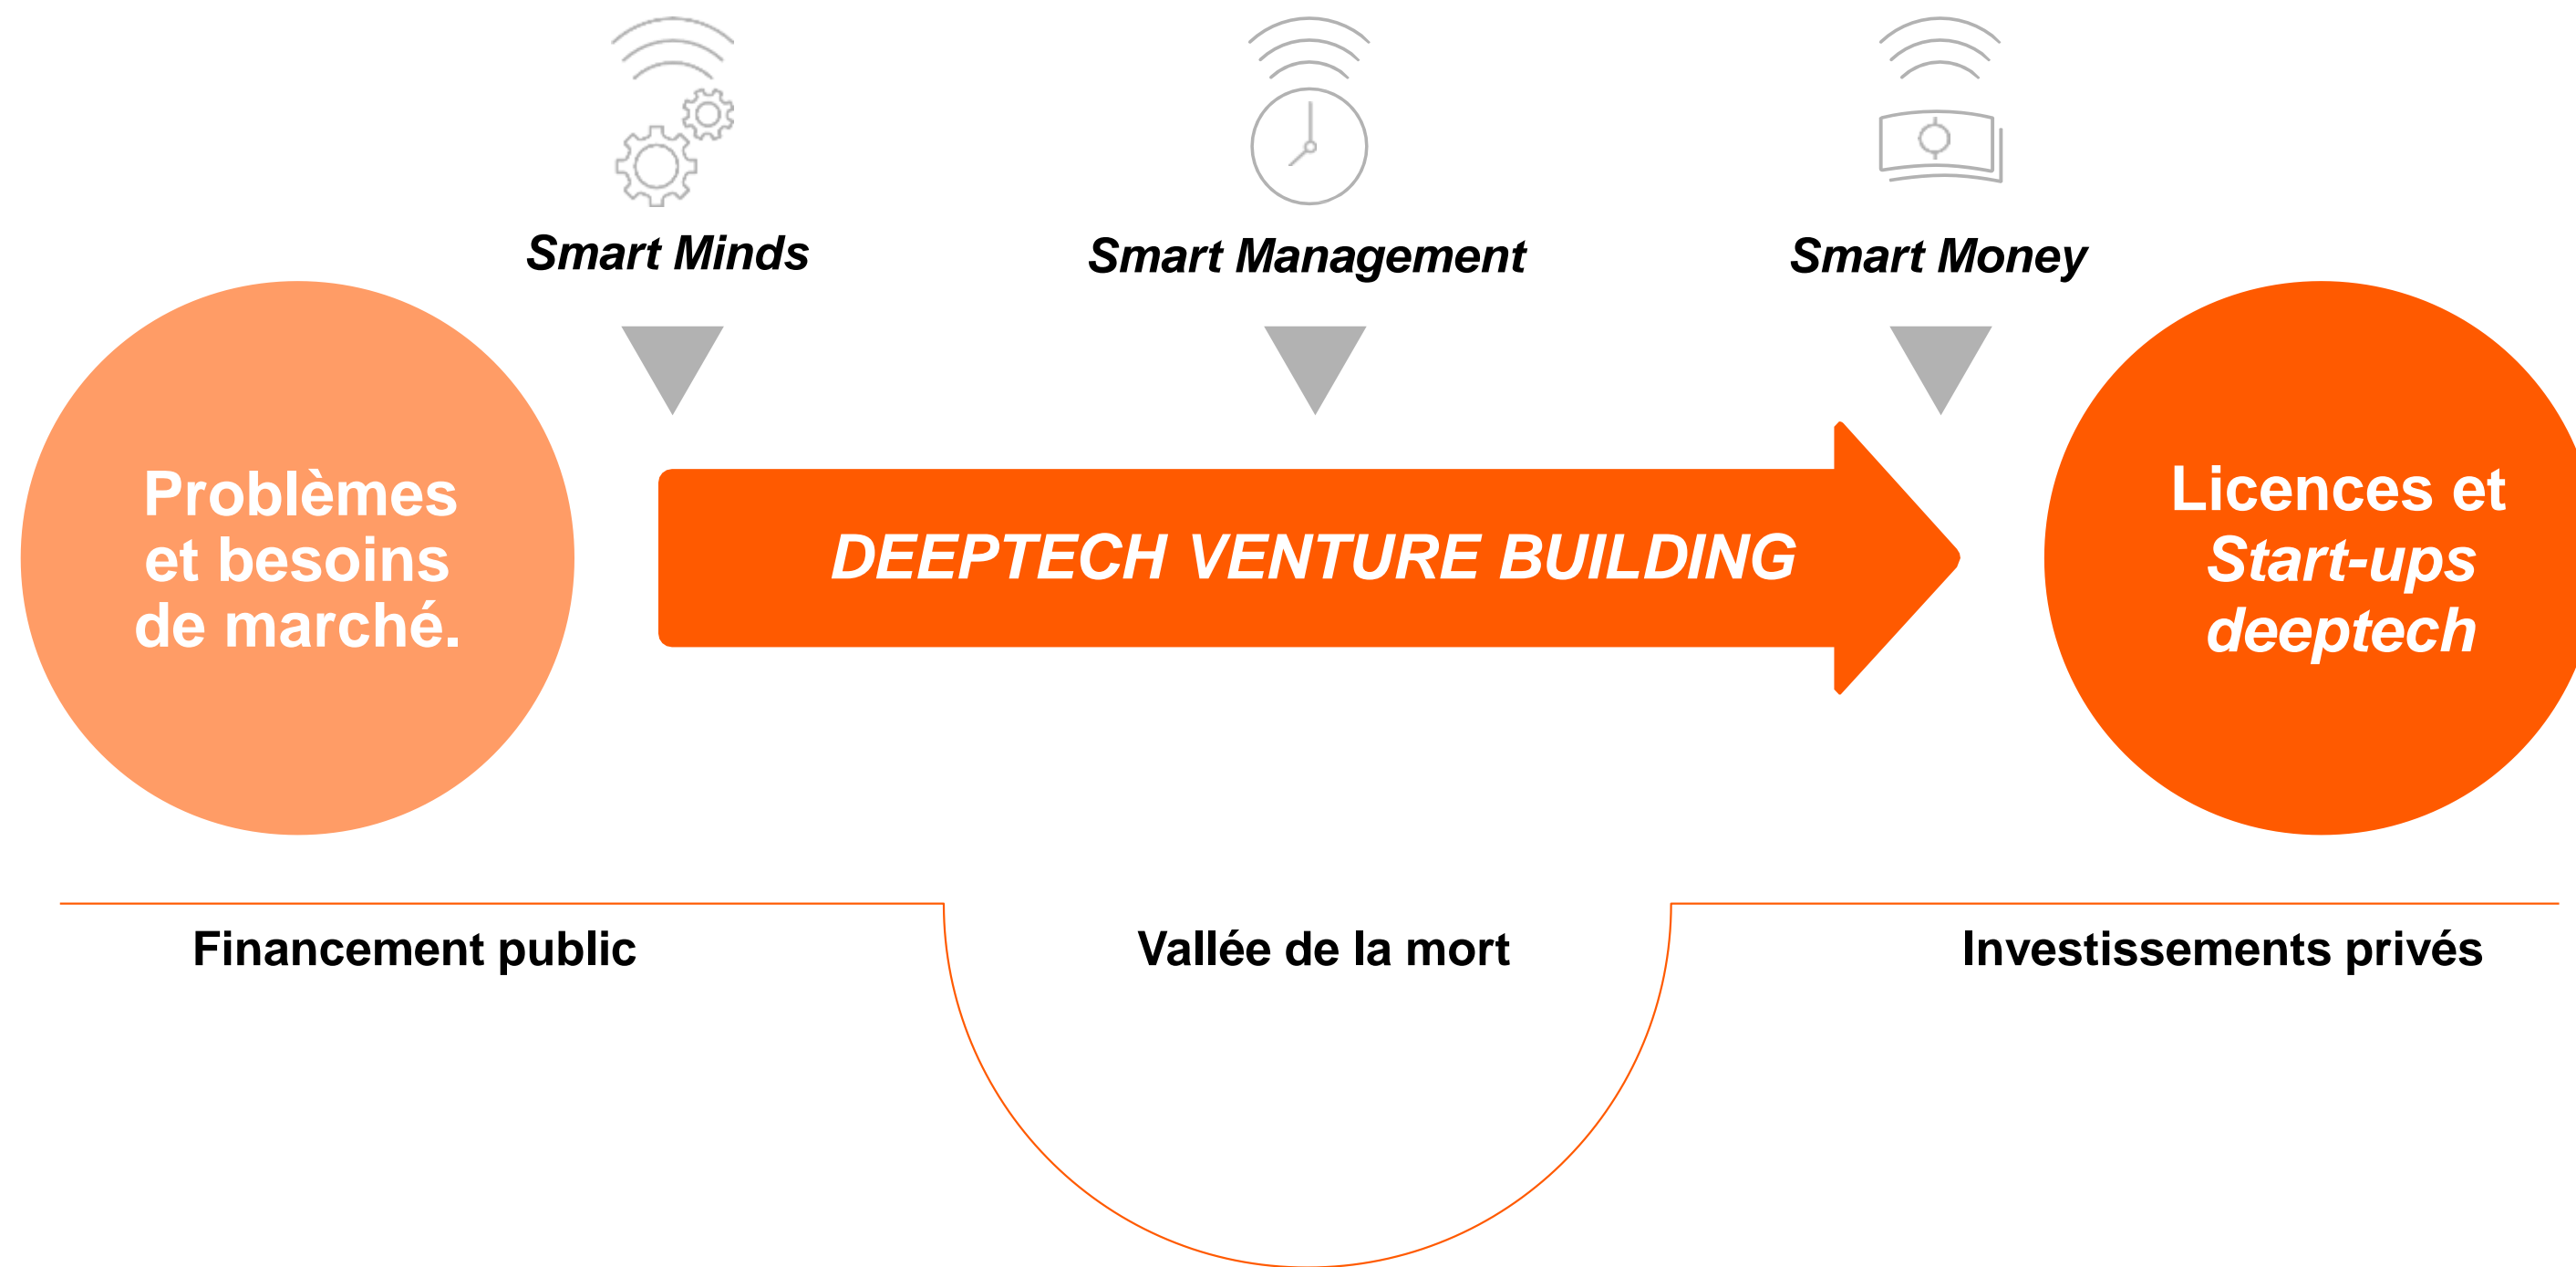 Smart Minds
Smart Management
Smart Money
Problèmes
et besoins
de marché.
DEEPTECH VENTURE BUILDING
Licences et
Start-ups
deeptech
Financement public
Vallée de la mort
Investissements privés